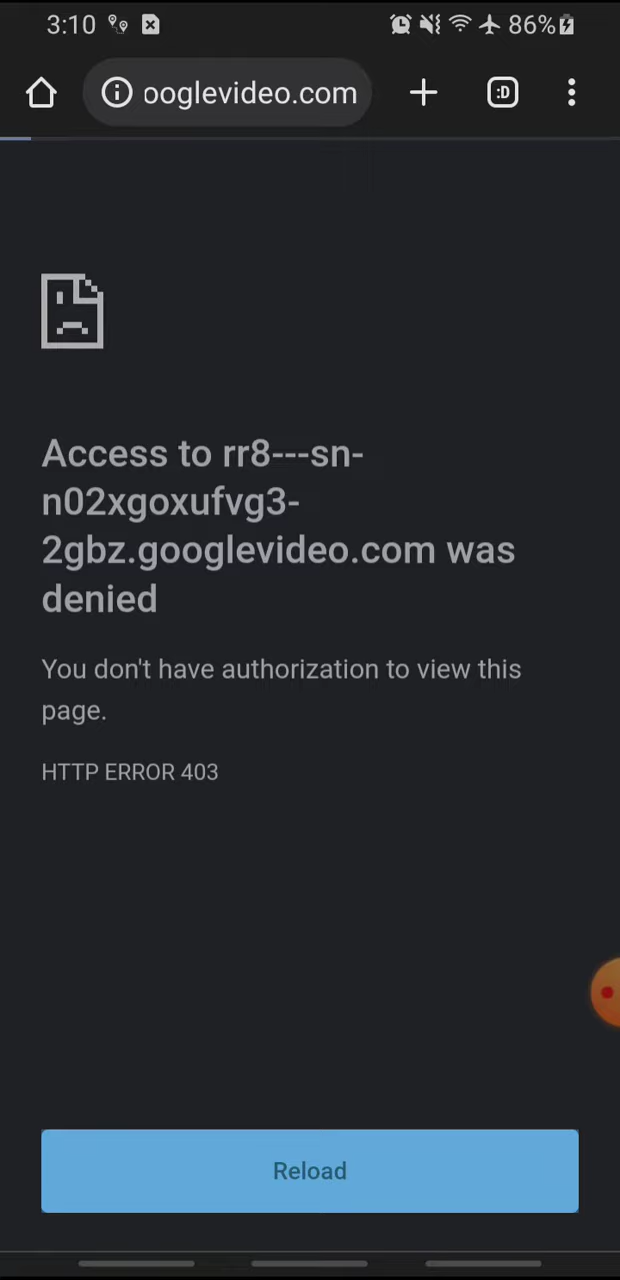 3:10 86%
ooglevideo.com :D
Access to rr8---sn-
n02xgoxufvg3-
2gbz.googlevideo.com was
denied
You don't have authorization to view this
page.
HTTP ERROR 403
Reload